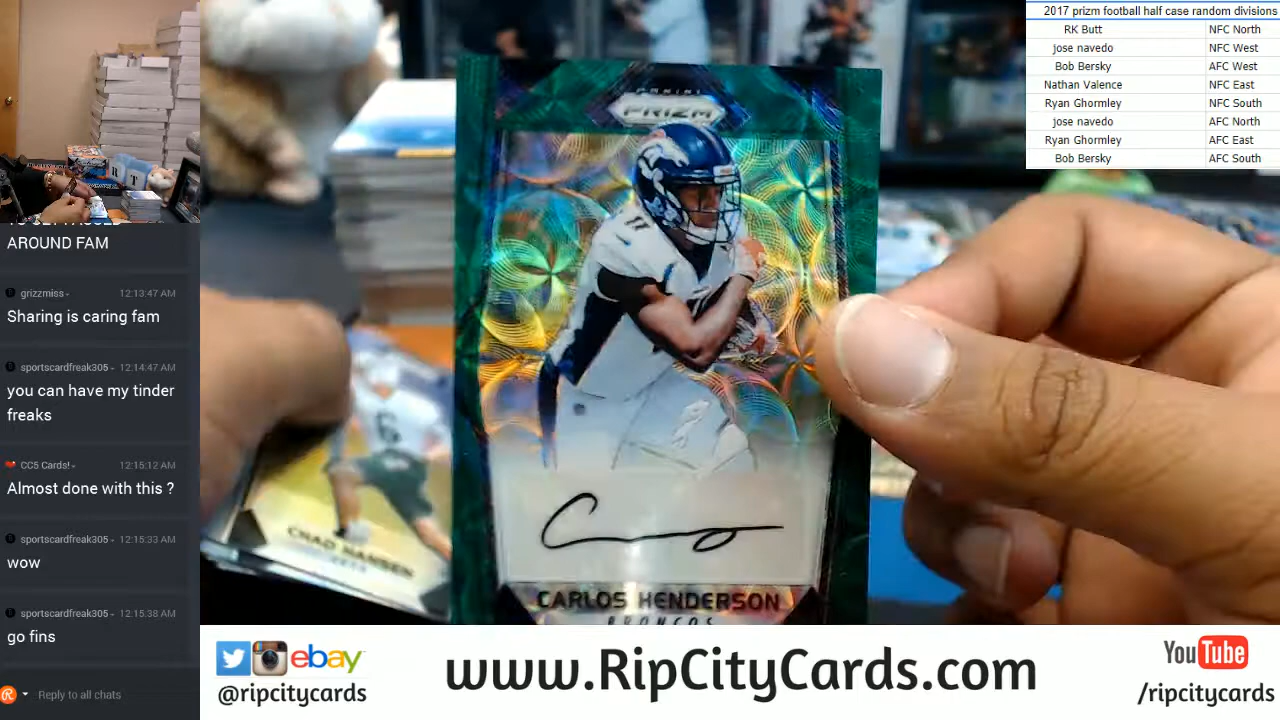 AROUND FAM
grizzmiss- 12:13:47 AM
Sharing is caring fam
sportscardfreak305- 12:14:47 AM
you can have my tinder
freaks
CC5 Cards!- 12:15:12 AM
Almost done with this ?
sportscardfreak305- 12:15:33 AM
wow
sportscardfreak305- 12:15:38 AM
go fins
Reply to all chats
PANINI
PRIZM
11
6
CHAD HANSEN
CARLOS HENDERSON
BRONCOS
2017 prizm football half case random divisions
RK Butt NFC North
jose navedo NFC West
Bob Bersky AFC West
Nathan Valence NFC East
Ryan Ghormley NFC South
jose navedo AFC North
Ryan Ghormley AFC East
Bob Bersky AFC South
ebay
@ripcitycards
www.RipCityCards.com
YouTube
/ripcitycards